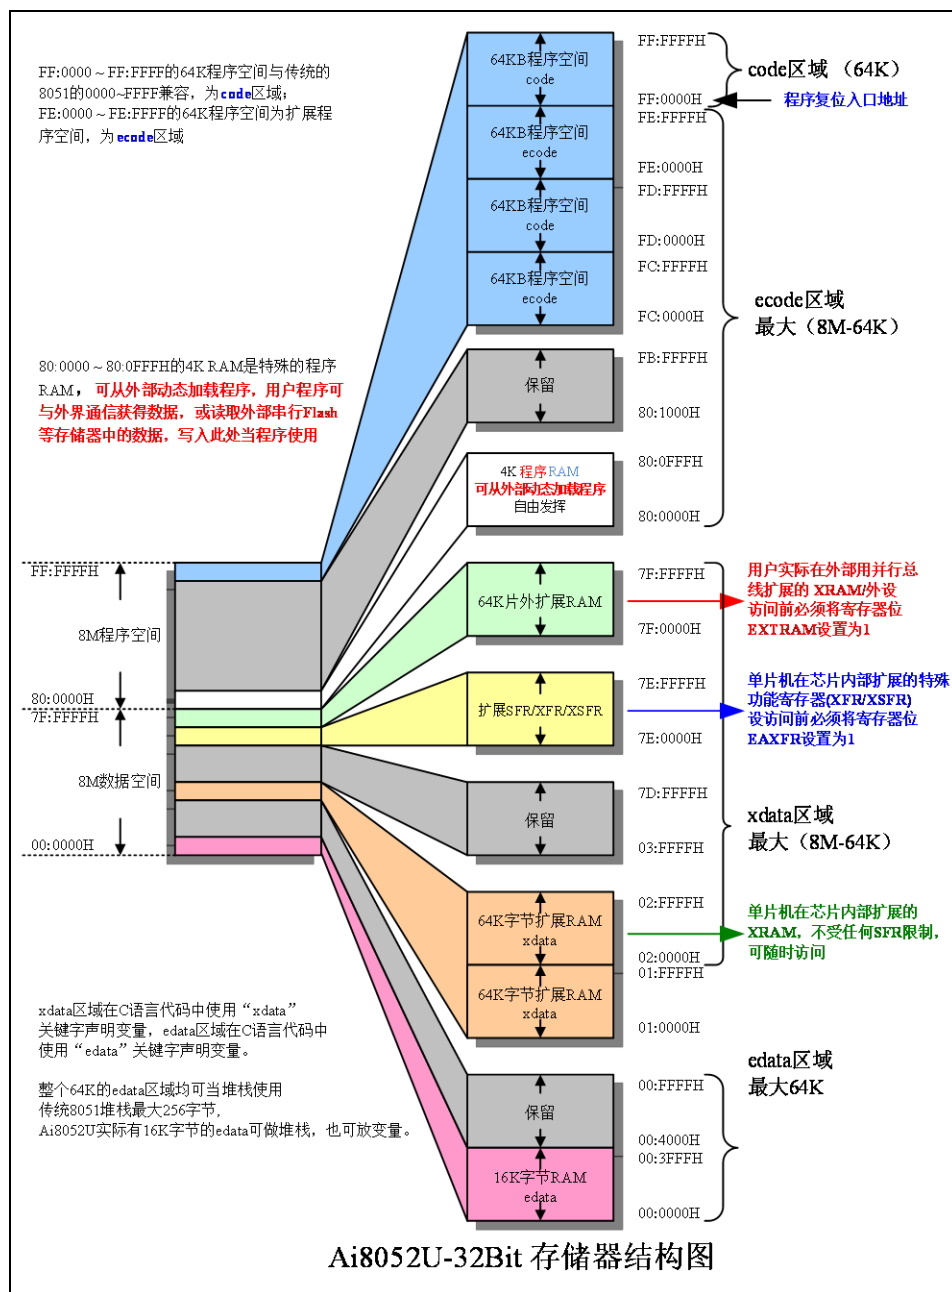 FF:0000～FF:FFFF的64K程序空间与传统的
8051的0000~FFFF兼容，为code区域；
FE:0000～FE:FFFF的64K程序空间为扩展程
序空间，为ecode区域
64KB程序空间
code
64KB程序空间
ecode
64KB程序空间
code
64KB程序空间
ecode
FF:FFFFH
FF:0000H
FE:FFFFH
FE:0000H
FD:FFFFH
FD:0000H
FC:FFFFH
FC:0000H
code区域 （64K）
程序复位入口地址
ecode区域
最大（8M-64K）
80:0000～80:0FFFH的4K RAM是特殊的程序
RAM，可从外部动态加载程序，用户程序可
与外界通信获得数据，或读取外部串行Flash
等存储器中的数据，写入此处当程序使用
保留
FB:FFFFH
80:1000H
4K 程序RAM
可从外部动态加载程序
自由发挥
80:0FFFH
80:0000H
FF:FFFFH
8M程序空间
80:0000H
7F:FFFFH
8M数据空间
00:0000H
64K片外扩展RAM
7F:FFFFH
7F:0000H
用户实际在外部用并行总
线扩展的 XRAM/外设
访问前必须将寄存器位
EXTRAM设置为1
扩展SFR/XFR/XSFR
7E:FFFFH
7E:0000H
单片机在芯片内部扩展的特殊
功能寄存器(XFR/XSFR)
设访问前必须将寄存器位
EAXFR设置为1
保留
7D:FFFFH
03:FFFFH
xdata区域
最大（8M-64K）
64K字节扩展RAM
xdata
64K字节扩展RAM
xdata
02:FFFFH
02:0000H
01:FFFFH
01:0000H
单片机在芯片内部扩展的
XRAM，不受任何SFR限制，
可随时访问
xdata区域在C语言代码中使用“xdata”
关键字声明变量，edata区域在C语言代码中
使用“edata”关键字声明变量。
整个64K的edata区域均可当堆栈使用
传统8051堆栈最大256字节，
Ai8052U实际有16K字节的edata可做堆栈，也可放变量。
保留
16K字节RAM
edata
00:FFFFH
00:4000H
00:3FFFH
00:0000H
edata区域
最大64K
Ai8052U-32Bit 存储器结构图